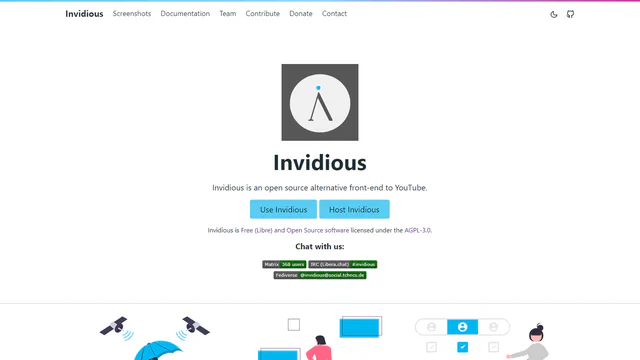 Invidious Screenshots Documentation Team Contribute Donate Contact
Invidious
Invidious is an open source alternative front-end to YouTube.
Use Invidious Host Invidious
Invidious is Free (Libre) and Open Source software licensed under the AGPL-3.0.
Chat with us:
Matrix 368 users IRC (Libera.chat) #invidious
Fediverse @invidious@social.tchncs.de